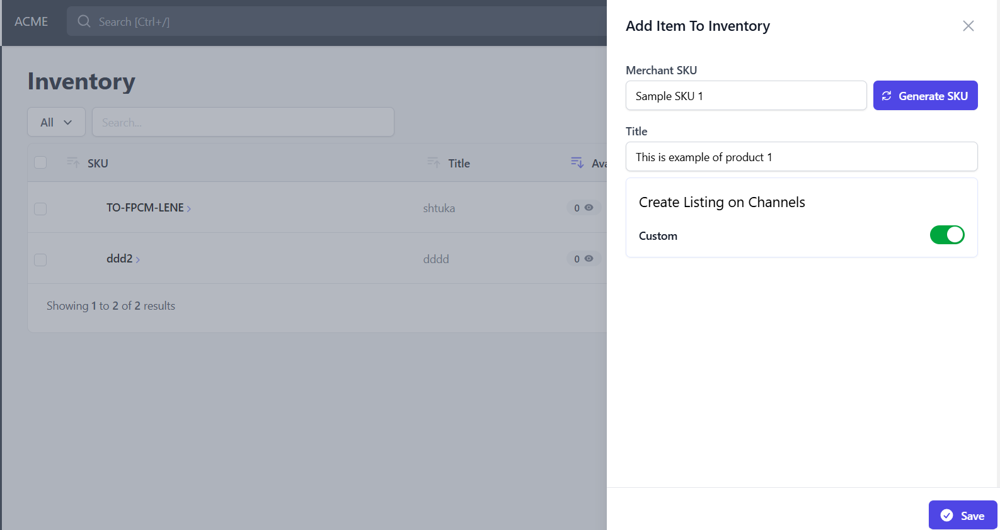 ACME
Search [Ctrl+/]
Inventory
All
Search...
SKU
Title
Ava
TO-FPCM-LENE
shtuka
0
ddd2
dddd
0
Showing 1 to 2 of 2 results
Add Item To Inventory
Merchant SKU
Sample SKU 1
Generate SKU
Title
This is example of product 1
Create Listing on Channels
Custom
Save